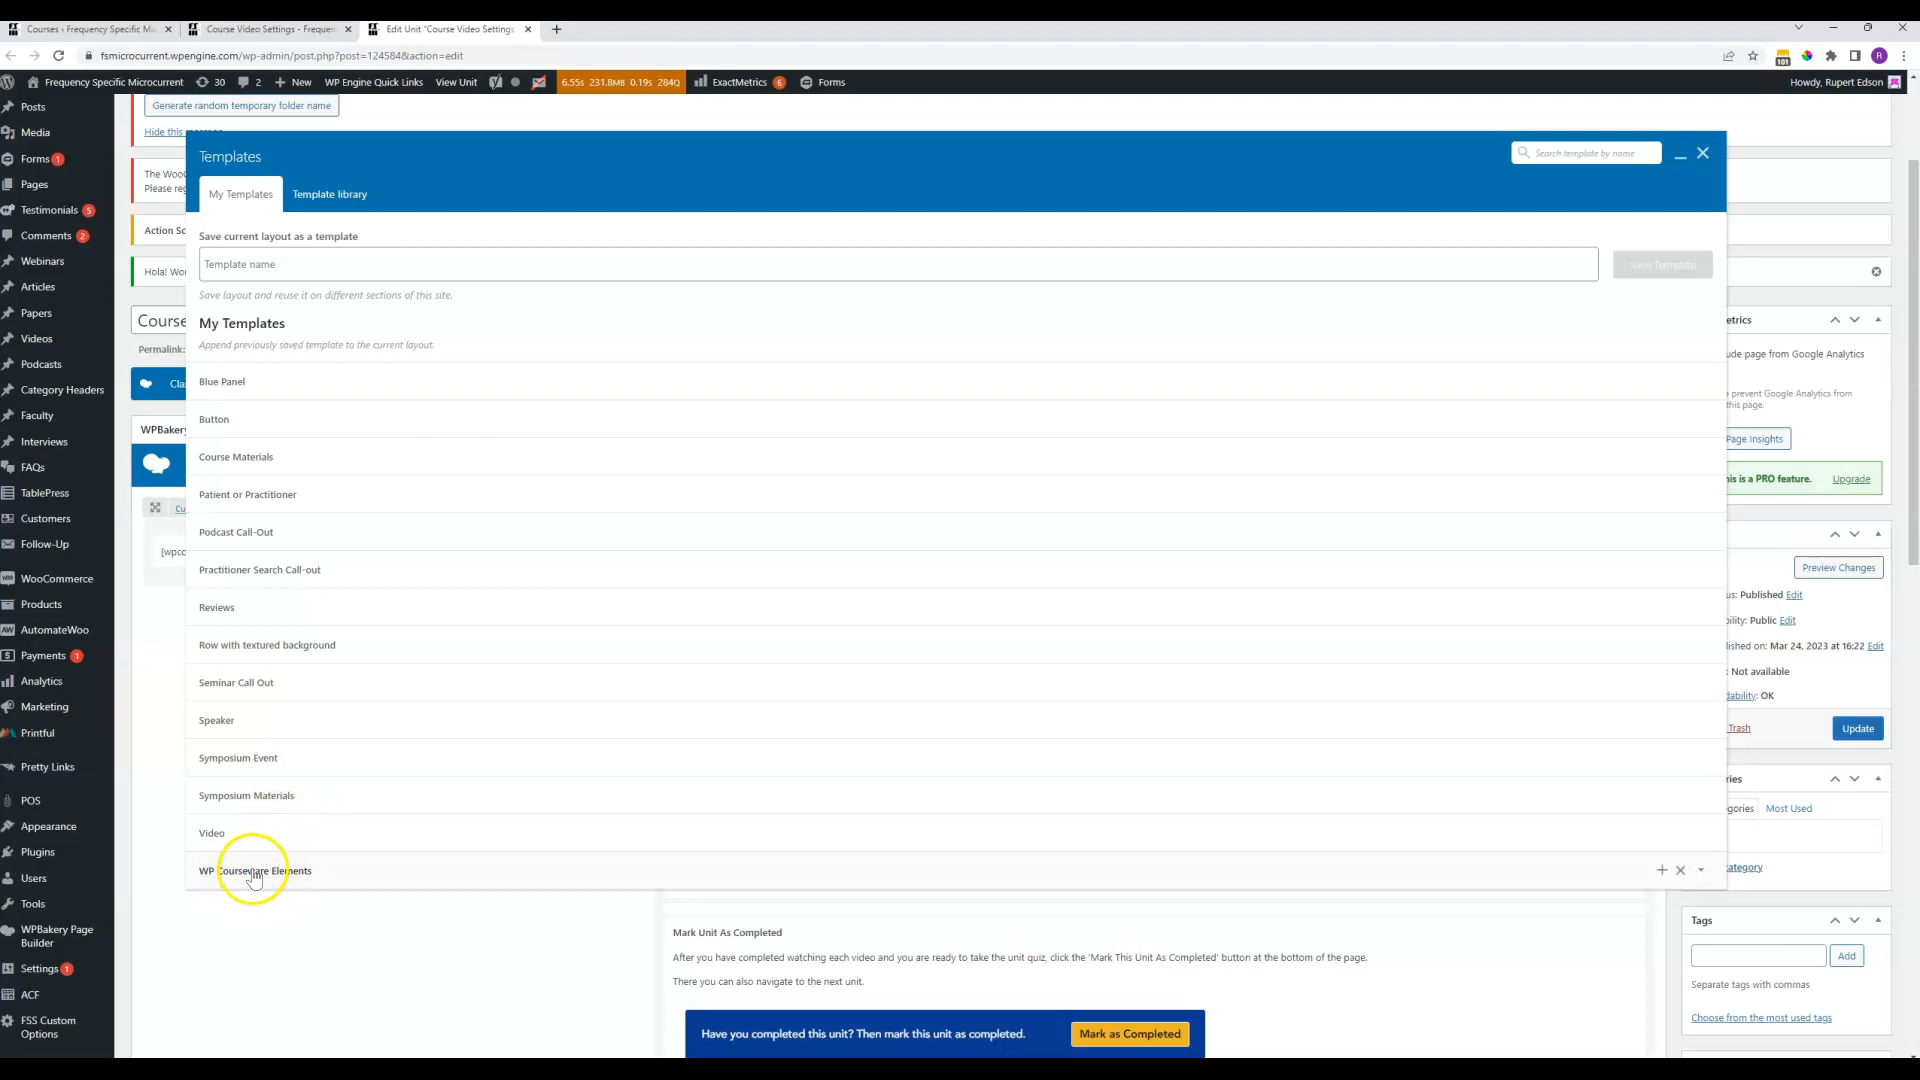 Courses ‹ Frequency Specific Mic
Course Video Settings - Frequen
Edit Unit "Course Video Settings
fsmicrocurrent.wpengine.com/wp-admin/post.php?post=124584&action=edit
101
R
Frequency Specific Microcurrent
30
2
New
WP Engine Quick Links
View Unit
6.55s 231.8MB 0.19s 284Q
ExactMetrics 6
Forms
Howdy, Rupert Edson
Posts
Media
Forms 1
Pages
Testimonials 5
Comments 2
Webinars
Articles
Papers
Videos
Podcasts
Category Headers
Faculty
Interviews
FAQs
TablePress
Customers
Follow-Up
WooCommerce
Products
AutomateWoo
Payments 1
Analytics
Marketing
Printful
Pretty Links
POS
Appearance
Plugins
Users
Tools
WPBakery Page
Builder
Settings 1
ACF
FSS Custom
Options
Generate random temporary folder name
Hide this message
The WooC
Please reg
Action Sc
Hola! Wo
Course
Permalink:
Clas
WPBakery
Cu
[wpcc
Templates
Search template by name
My Templates
Template library
Save current layout as a template
Template name
Save Template
Save layout and reuse it on different sections of this site.
My Templates
Append previously saved template to the current layout.
Blue Panel
Button
Course Materials
Patient or Practitioner
Podcast Call-Out
Practitioner Search Call-out
Reviews
Row with textured background
Seminar Call Out
Speaker
Symposium Event
Symposium Materials
Video
WP Courseware Elements
Mark Unit As Completed
After you have completed watching each video and you are ready to take the unit quiz, click the 'Mark This Unit As Completed' button at the bottom of the page.
There you can also navigate to the next unit.
Have you completed this unit? Then mark this unit as completed.
Mark as Completed
etrics
ude page from Google Analytics
o prevent Google Analytics from
this page.
Page Insights
his is a PRO feature.
Upgrade
Preview Changes
us: Published Edit
bility: Public Edit
lished on: Mar 24, 2023 at 16:22 Edit
: Not available
dability: OK
Trash
Update
ries
egories
Most Used
ategory
Tags
Add
Separate tags with commas
Choose from the most used tags